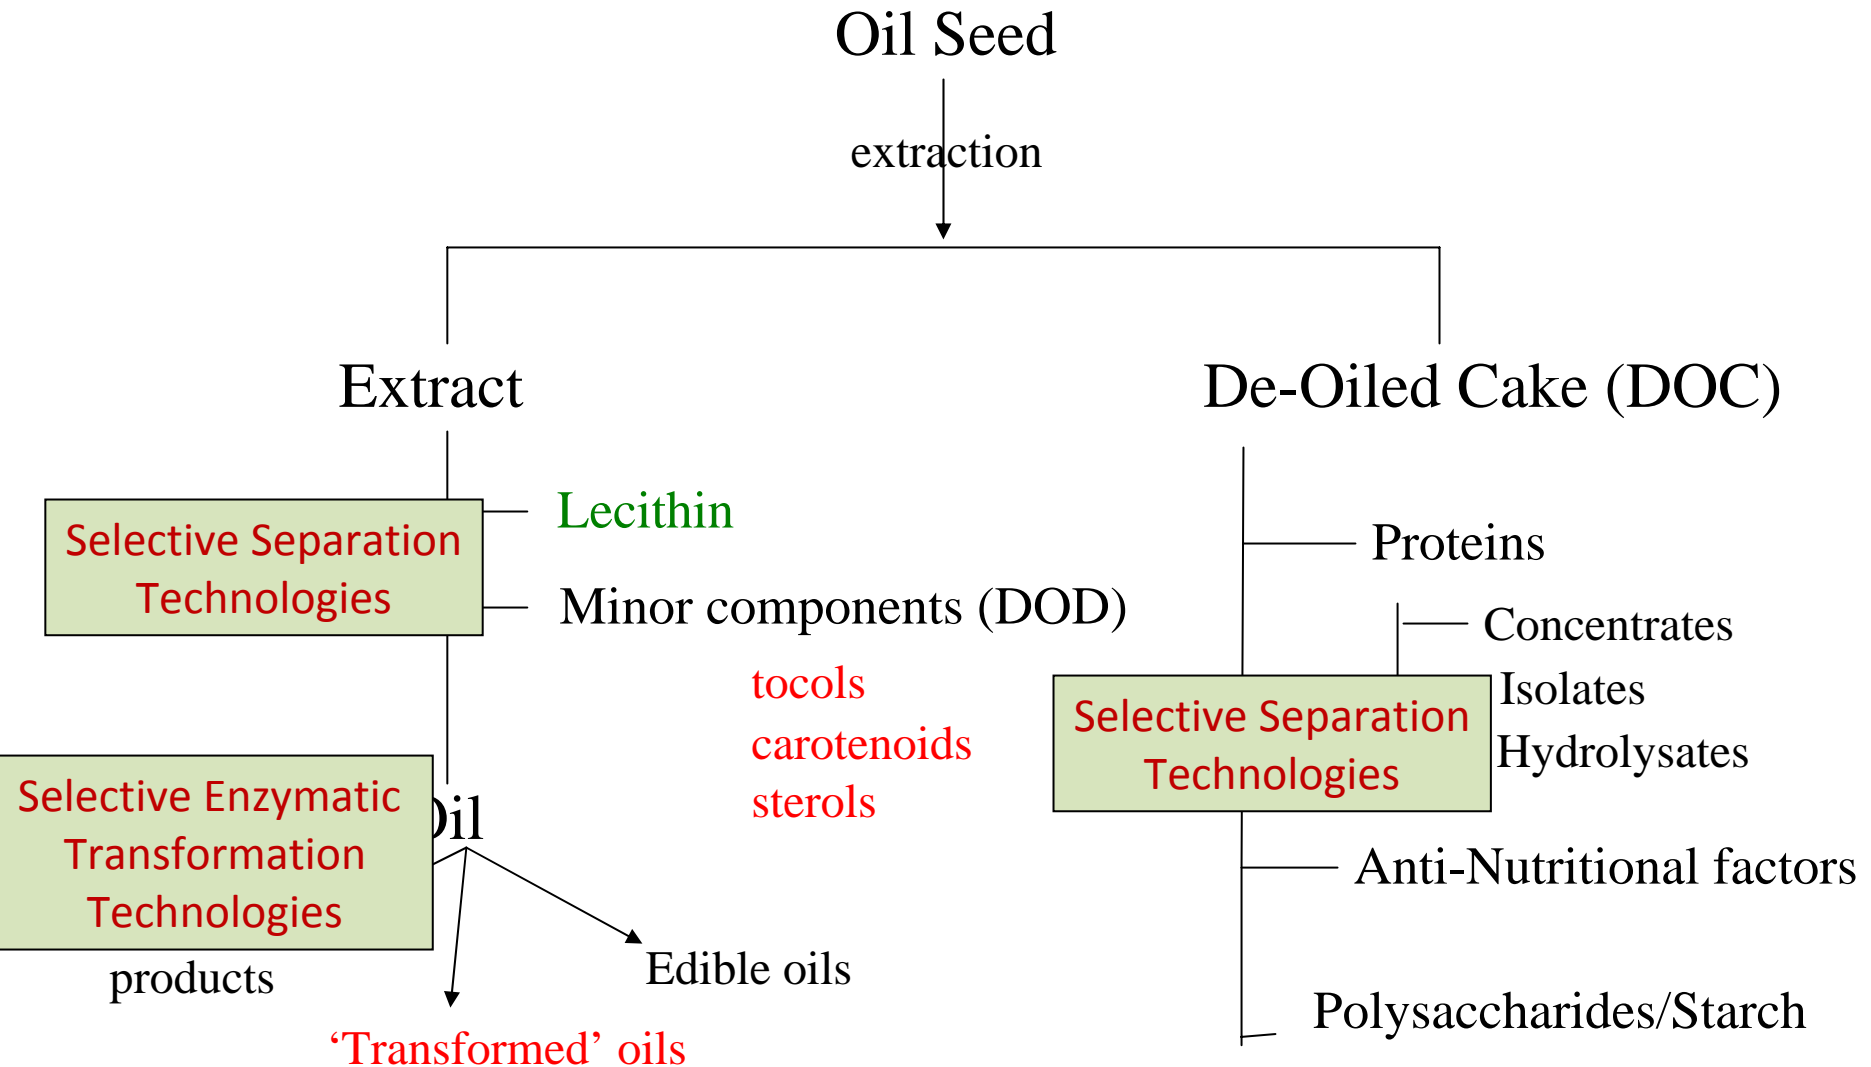 Oil Seed
extraction
Extract
De-Oiled Cake (DOC)
Lecithin
Selective Separation
Technologies
Minor components (DOD)
tocols
carotenoids
sterols
Proteins
Concentrates
Isolates
Hydrolysates
Selective Separation
Technologies
Selective Enzymatic
Transformation
Technologies
Oil
products
Edible oils
‘Transformed’ oils
Anti-Nutritional factors
Polysaccharides/Starch